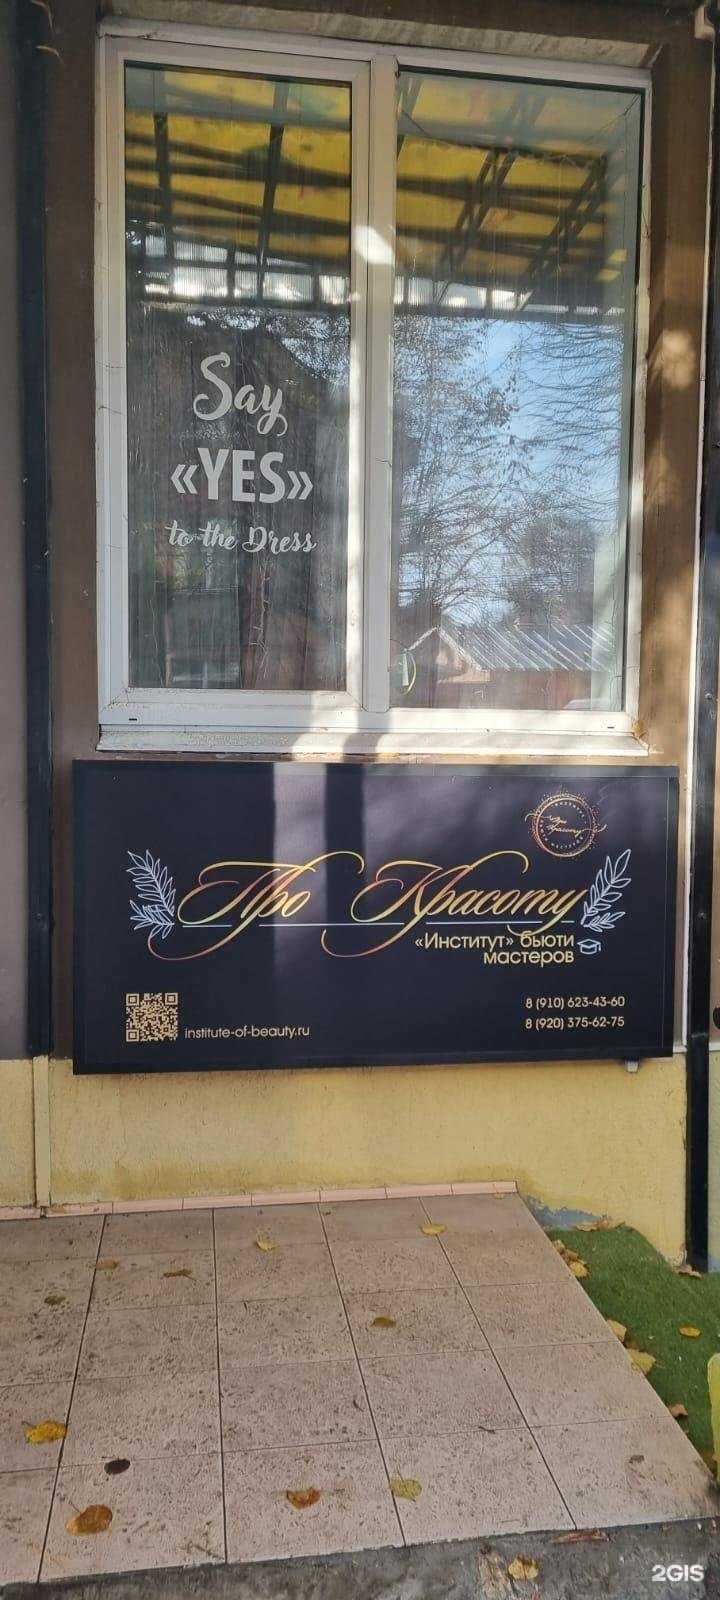 Say
«YES»
to the Dress
Про Красоту
«Институт» бьюти
мастеров
8 (910) 623-43-60
institute-of-beauty.ru
8 (920) 375-62-75
2GIS